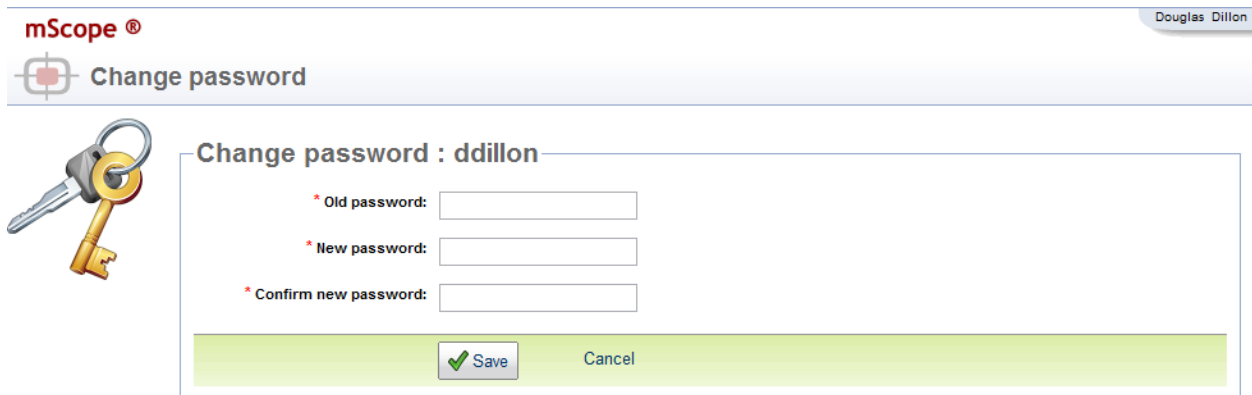 mScope ®
Douglas Dillon
Change password
Change password : ddillon
* Old password:
* New password:
* Confirm new password:
Save Cancel